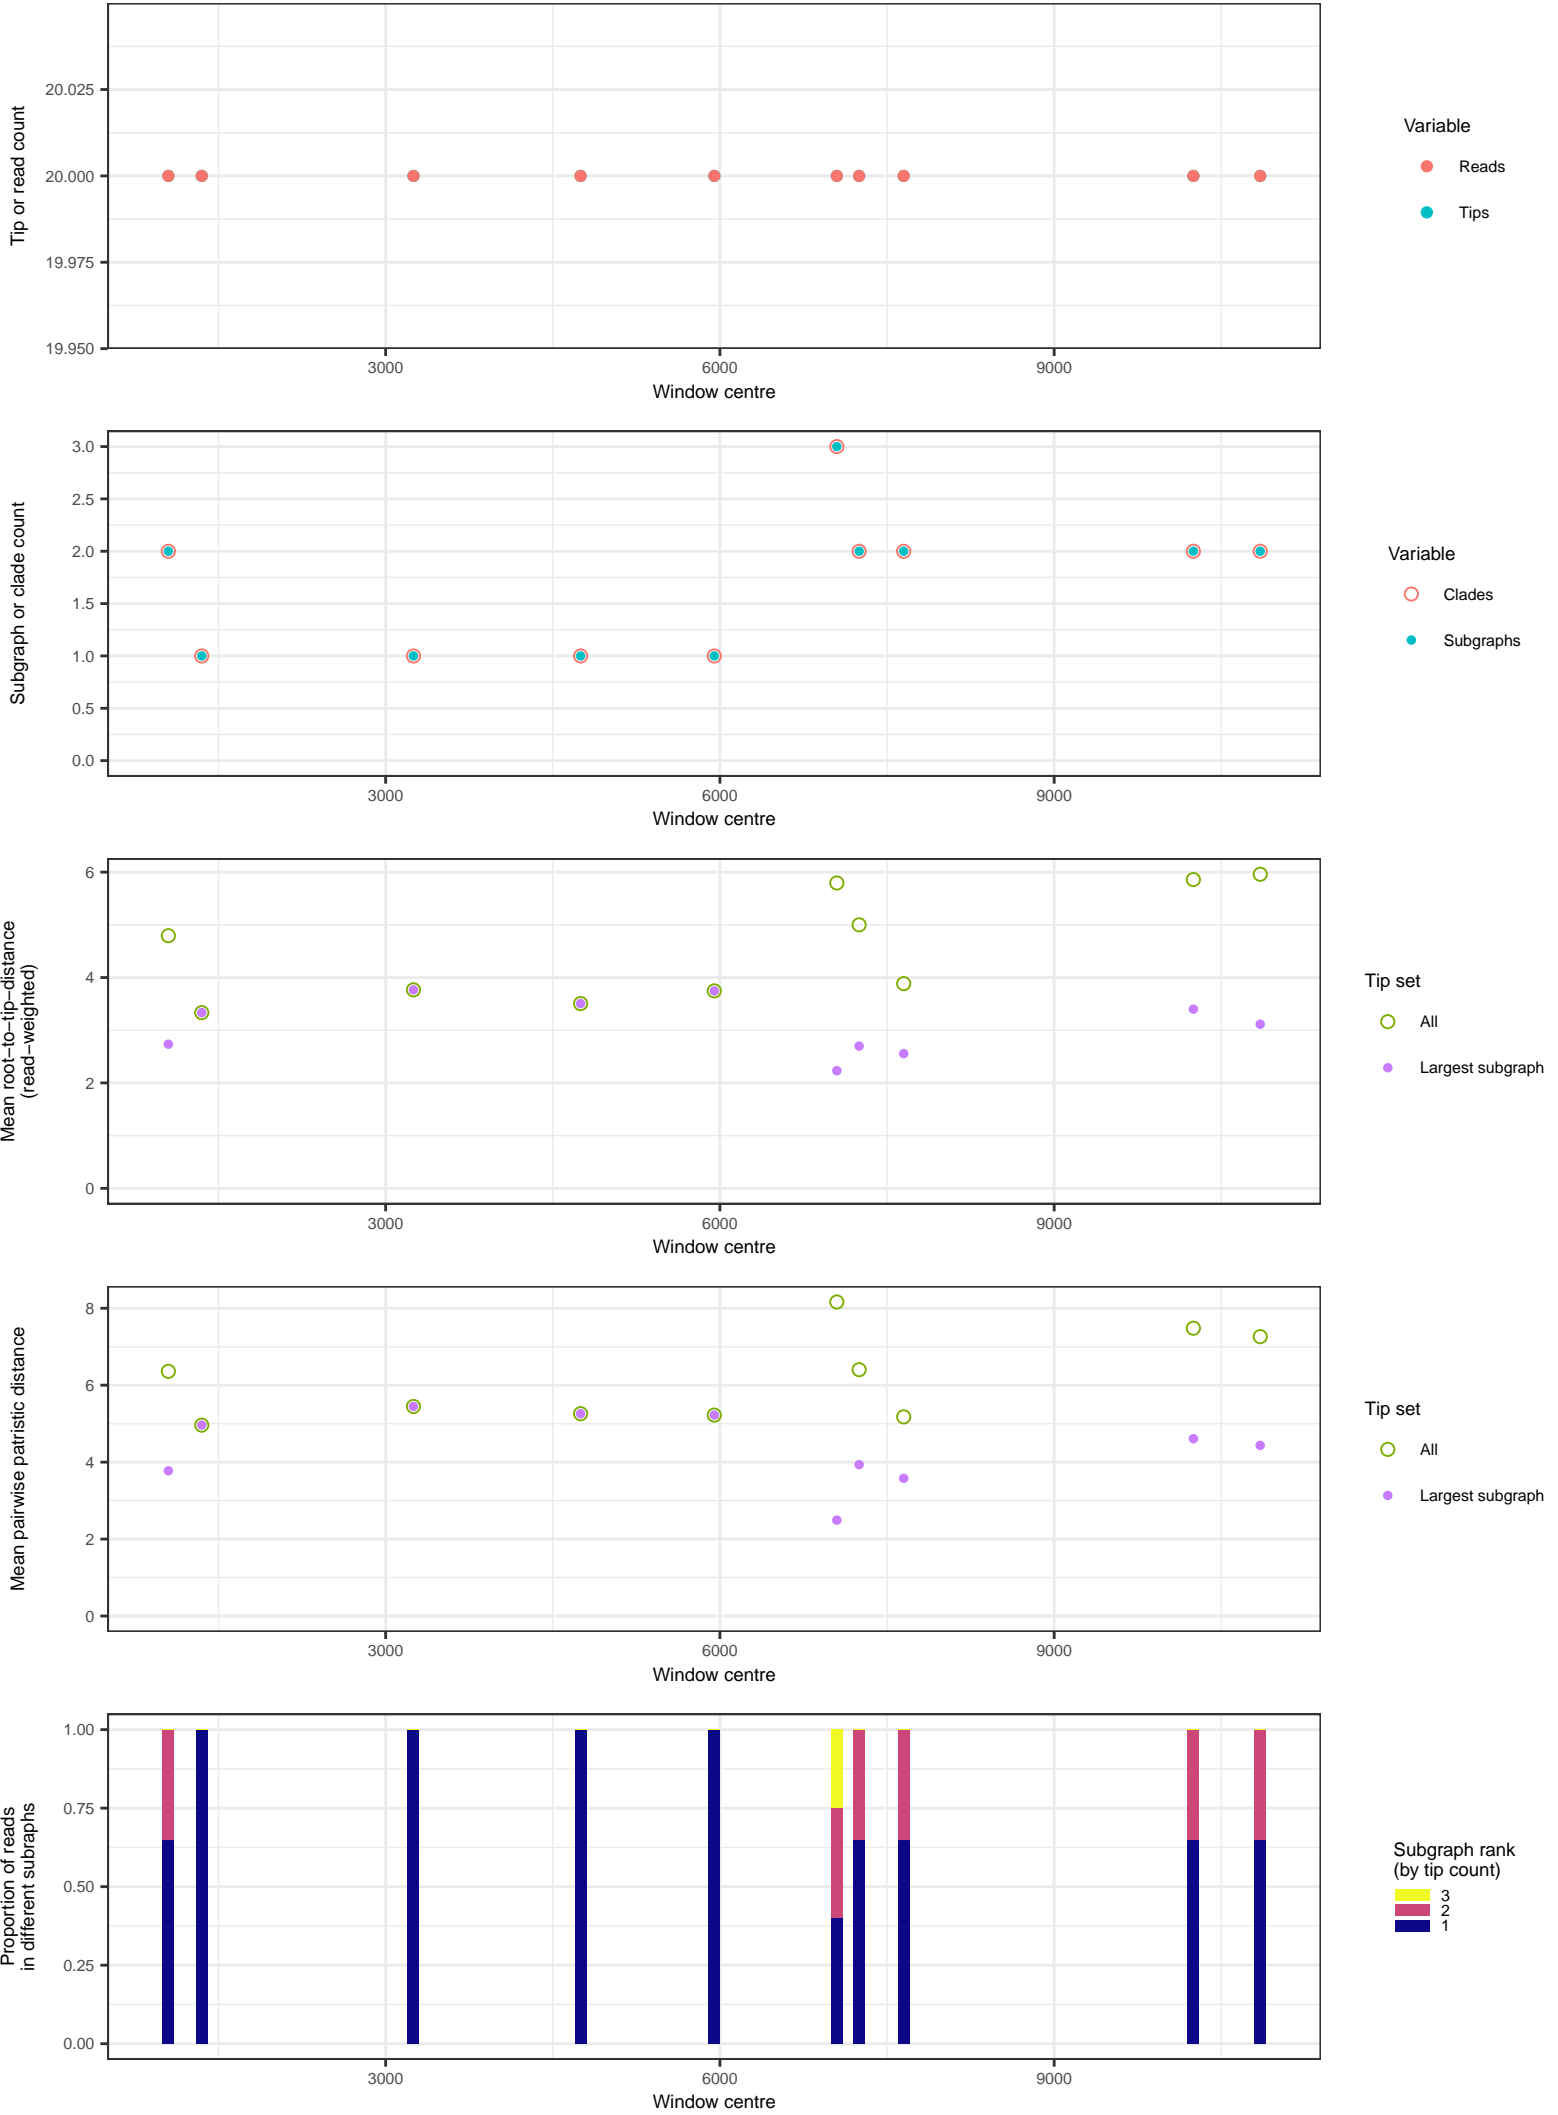 Tip or read count
20.025
20.000
19.975
19.950
3000 6000 9000
Window centre
Variable
Reads
Tips
Subgraph or clade count
3.0
2.5
2.0
1.5
1.0
0.5
0.0
3000 6000 9000
Window centre
Variable
Clades
Subgraphs
Mean root−to−tip−distance
(read−weighted)
6
4
2
0
3000 6000 9000
Window centre
Tip set
All
Largest subgraph
Mean pairwise patristic distance
8
6
4
2
0
3000 6000 9000
Window centre
Tip set
All
Largest subgraph
Proportion of reads
in different subraphs
1.00
0.75
0.50
0.25
0.00
3000 6000 9000
Window centre
Subgraph rank
(by tip count)
3
2
1